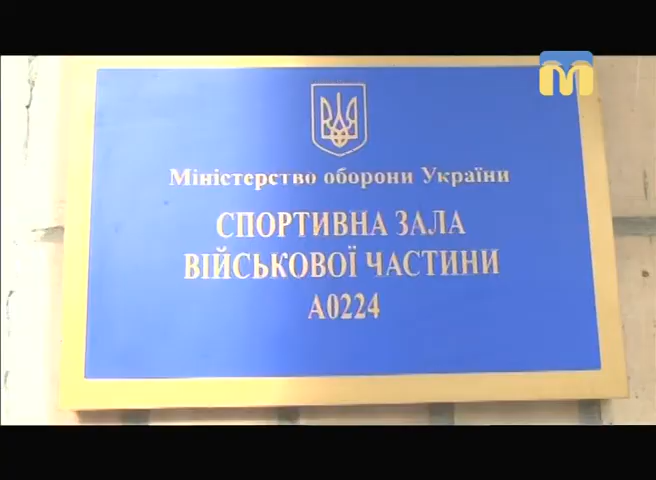 Міністерство оборони України
СПОРТИВНА ЗАЛА
ВІЙСЬКОВОЇ ЧАСТИНИ
А0224